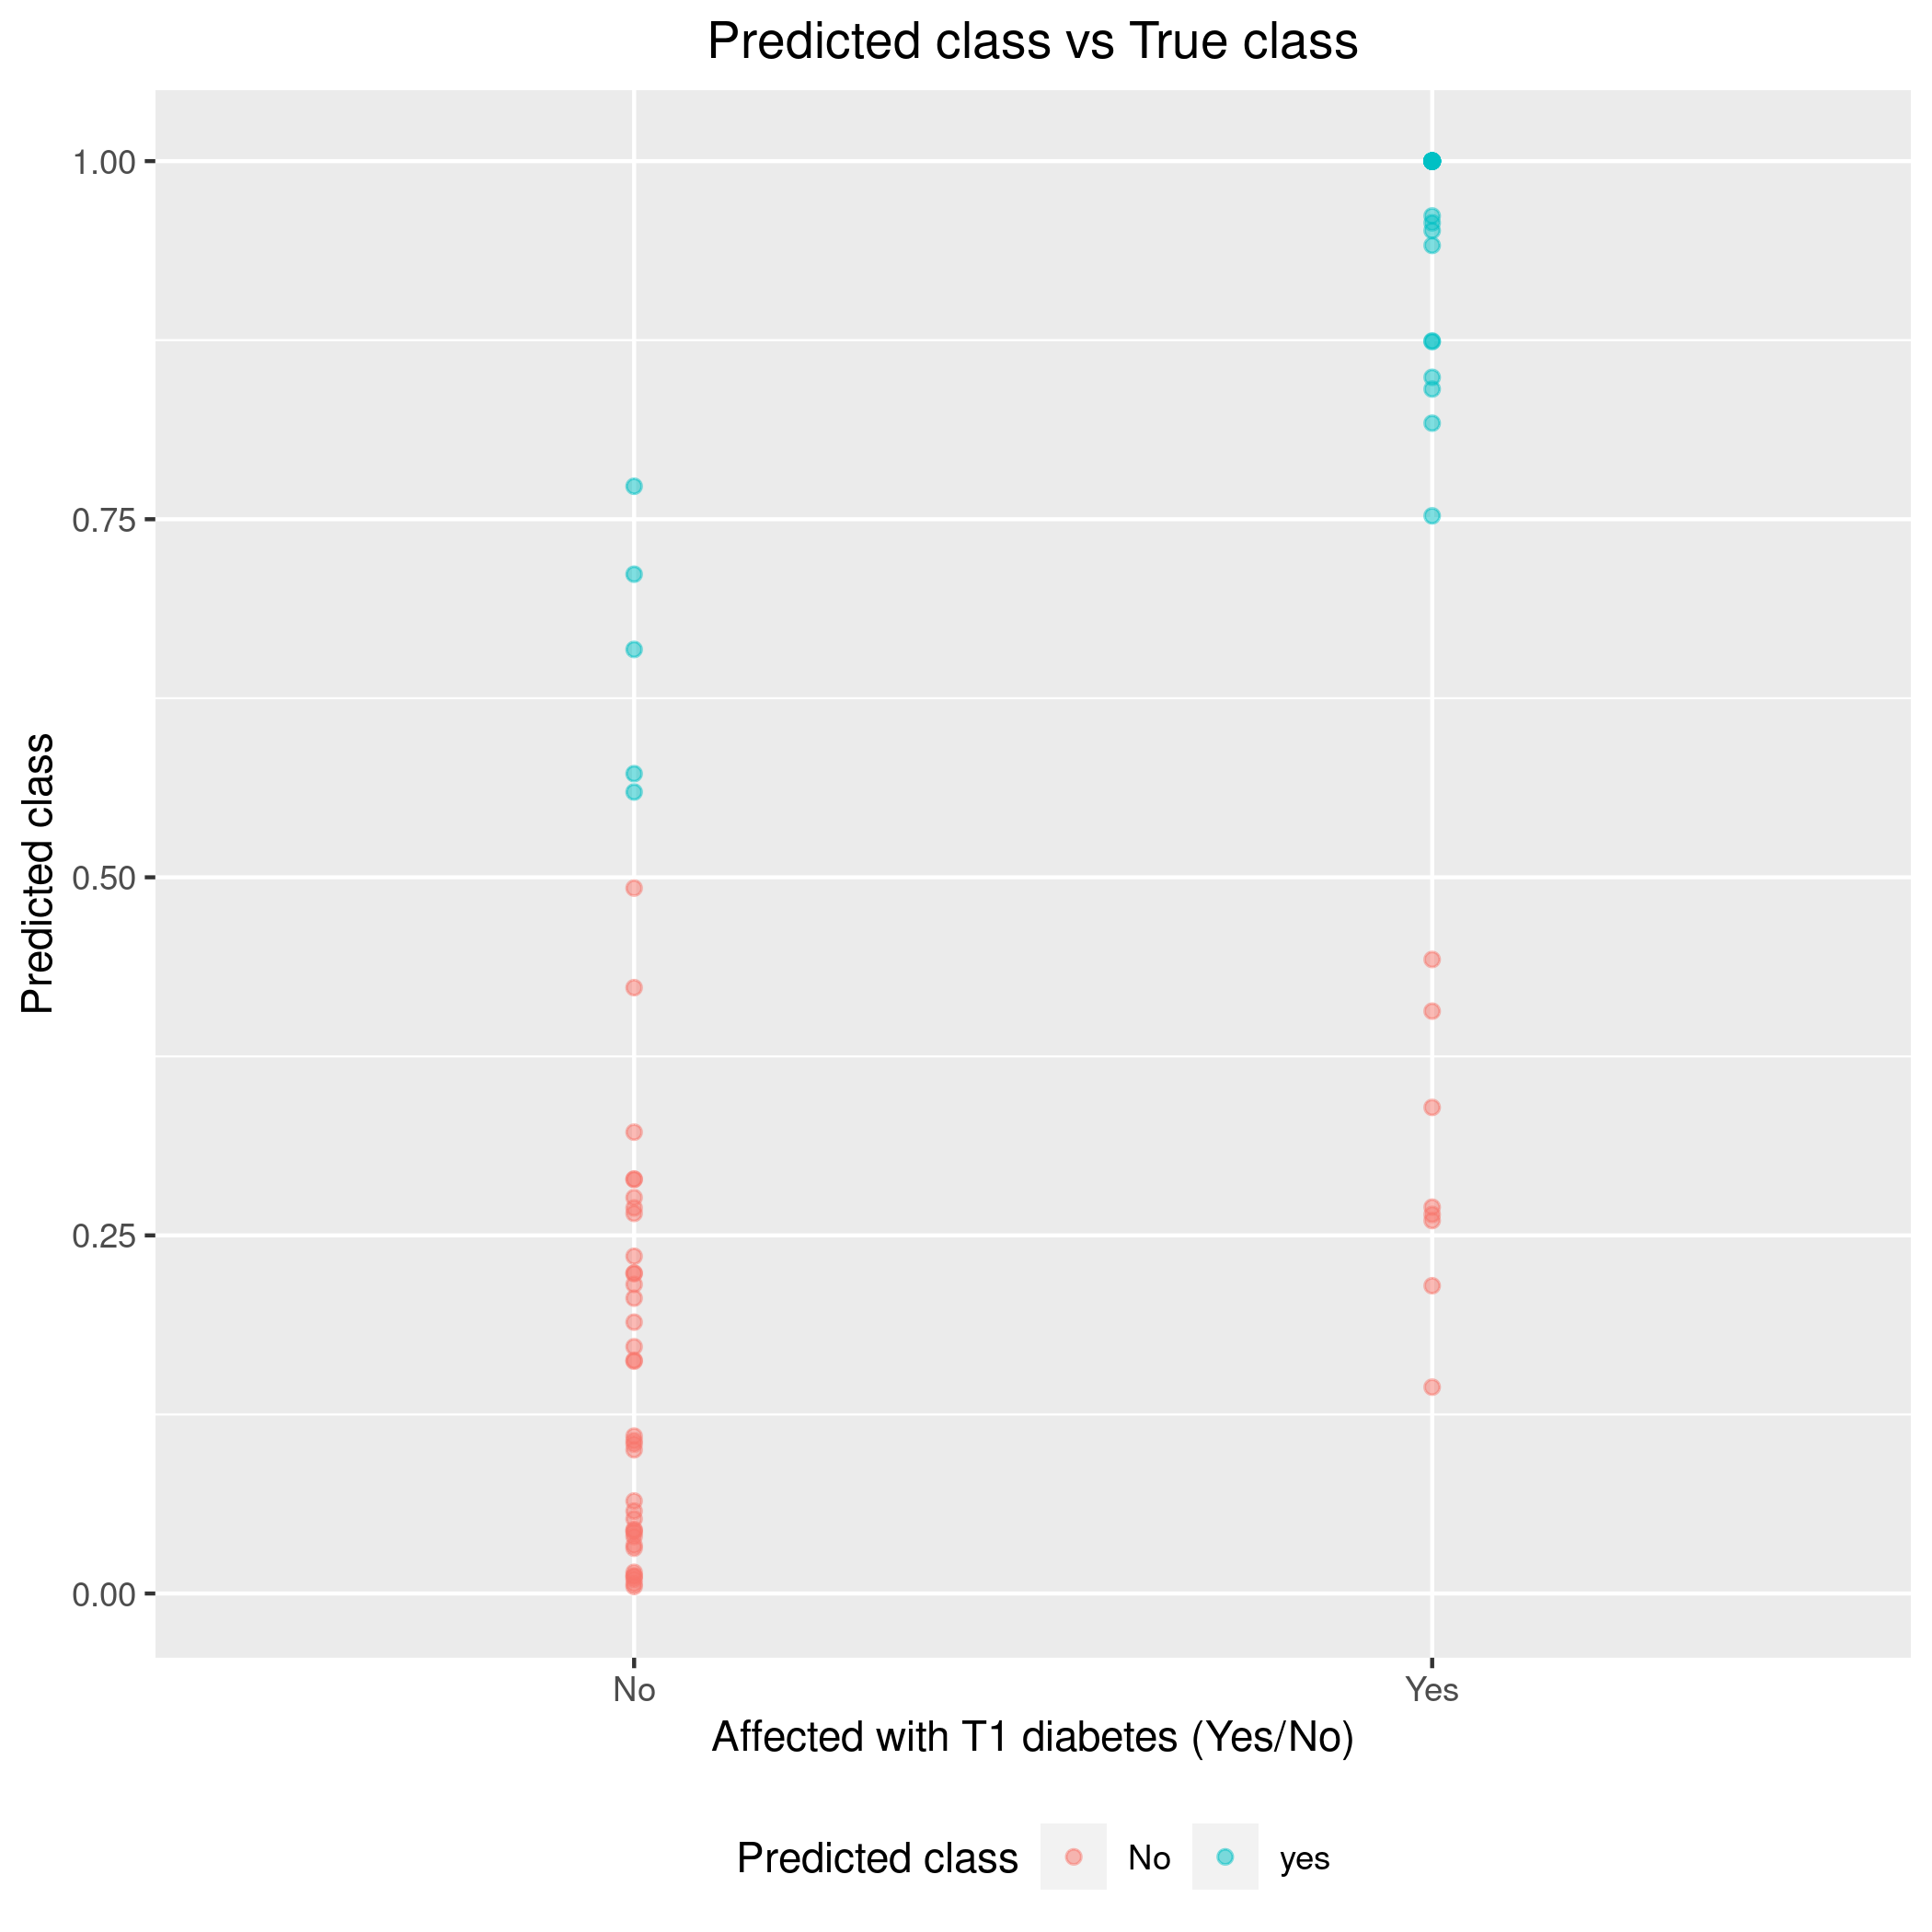 Predicted class vs True class
Predicted class
1.00
0.75
0.50
0.25
0.00
No Yes
Affected with T1 diabetes (Yes/No)
Predicted class No yes